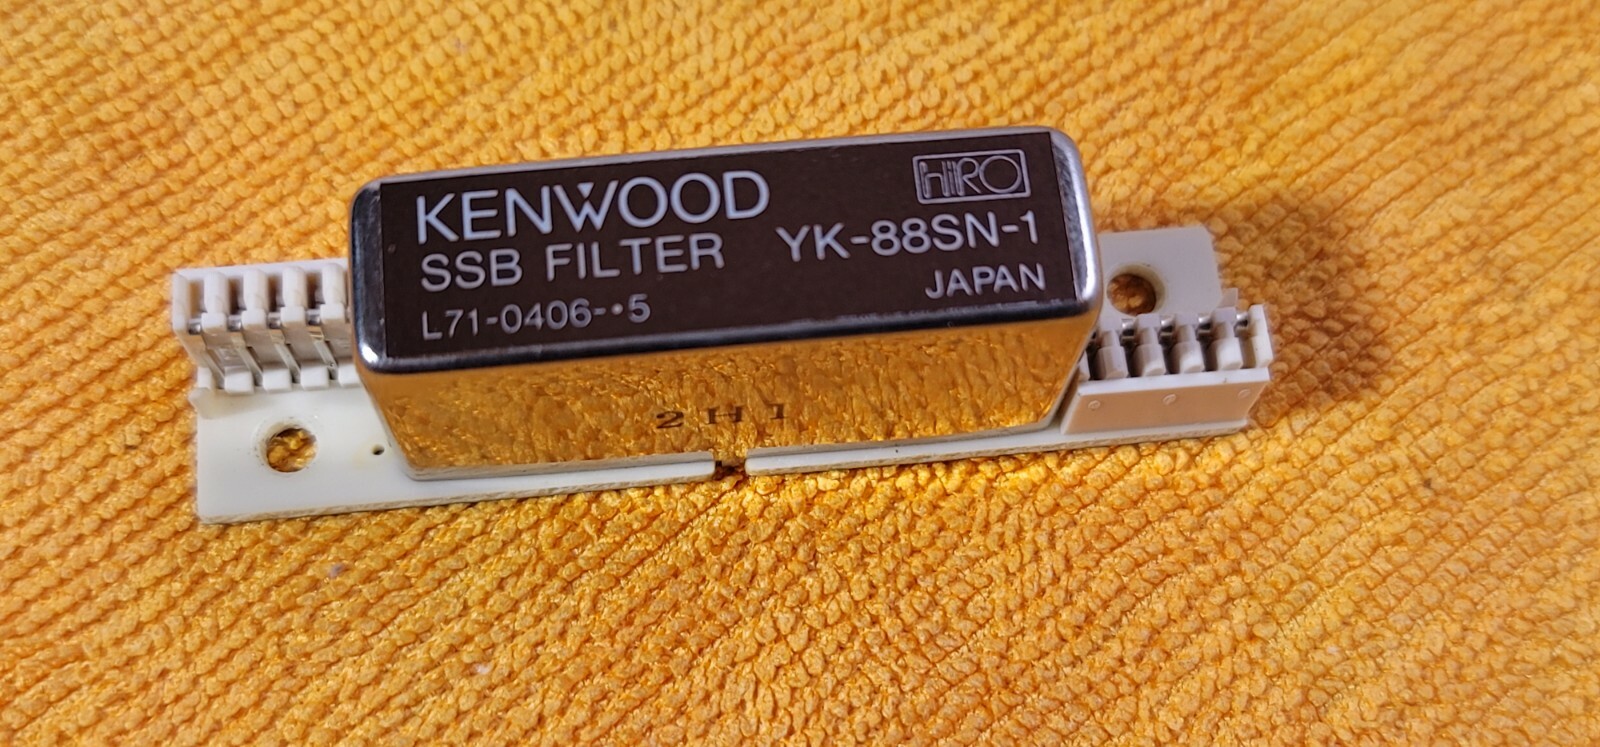 HiRO
KENWOOD
SSB FILTER YK-88SN-1
JAPAN
L71-0406-•5
2H1